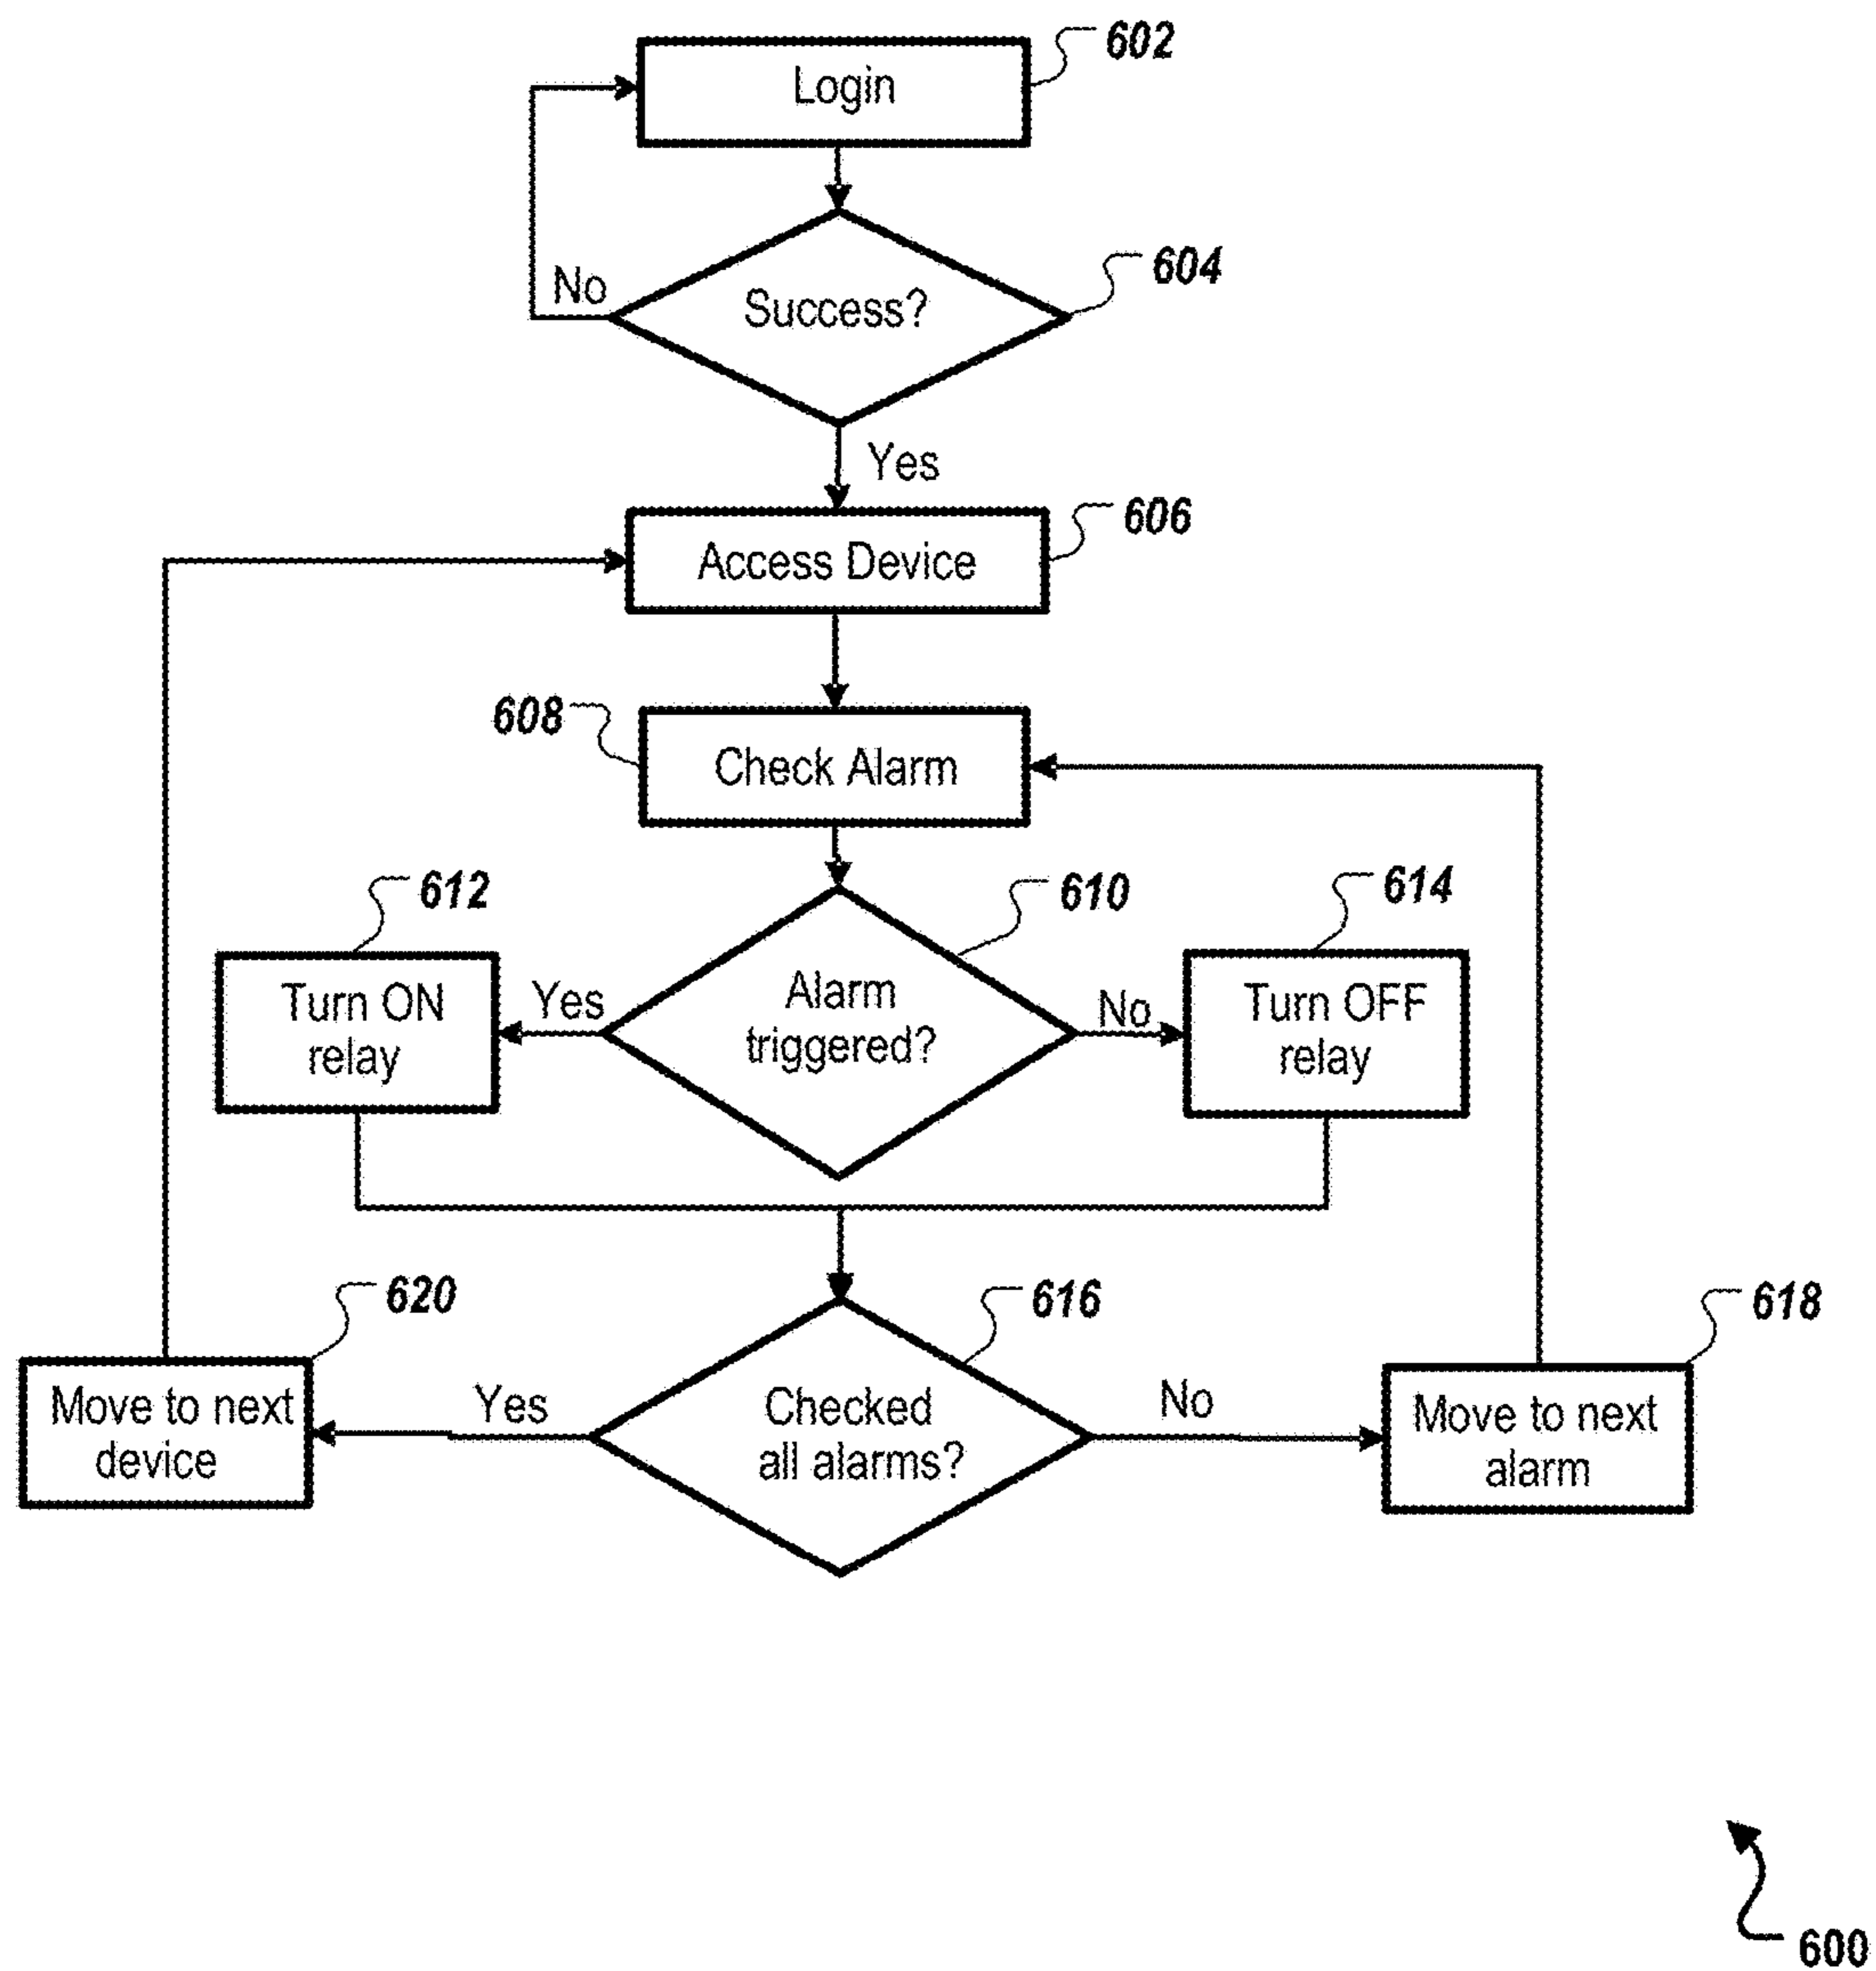 602
Login
604
No
Success?
Yes
606
Access Device
608
Check Alarm
612
610
614
Turn ON
relay
Yes
Alarm
triggered?
No
Turn OFF
relay
620
616
618
Move to next
device
Yes
Checked
all alarms?
No
Move to next
alarm
600